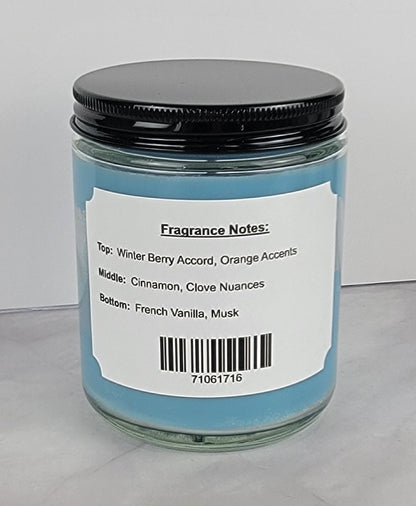 Fragrance Notes:
Top: Winter Berry Accord, Orange Accents
Middle: Cinnamon, Clove Nuances
Bottom: French Vanilla, Musk
71061716